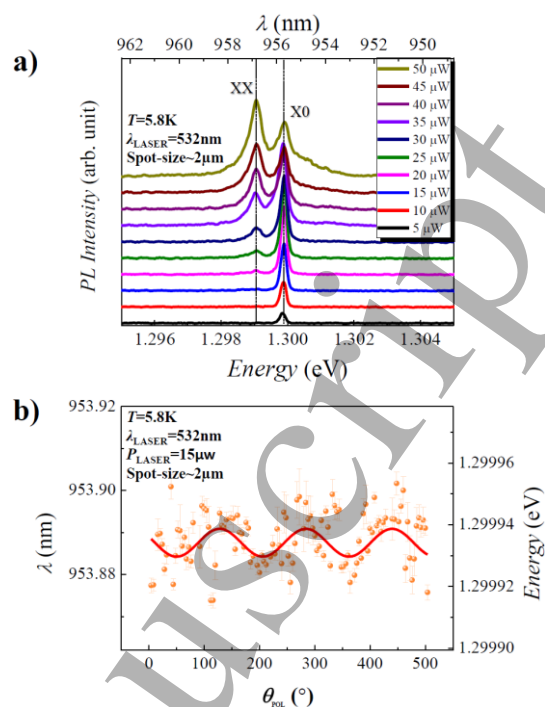 λ (nm)
962 960 958 956 954 952 950
a)
XX
X0
T=5.8K
λLASER=532nm
Spot-size~2μm
50 μW
45 μW
40 μW
35 μW
30 μW
25 μW
20 μW
15 μW
10 μW
5 μW
PL Intensity (arb. unit)
1.296 1.298 1.300 1.302 1.304
Energy (eV)
b)
953.92
953.90
953.88
λ (nm)
T=5.8K
λLASER=532nm
PLASER=15μw
Spot-size~2μm
1.29996
1.29994
1.29992
1.29990
Energy (eV)
0 100 200 300 400 500
θPOL (°)
uscript